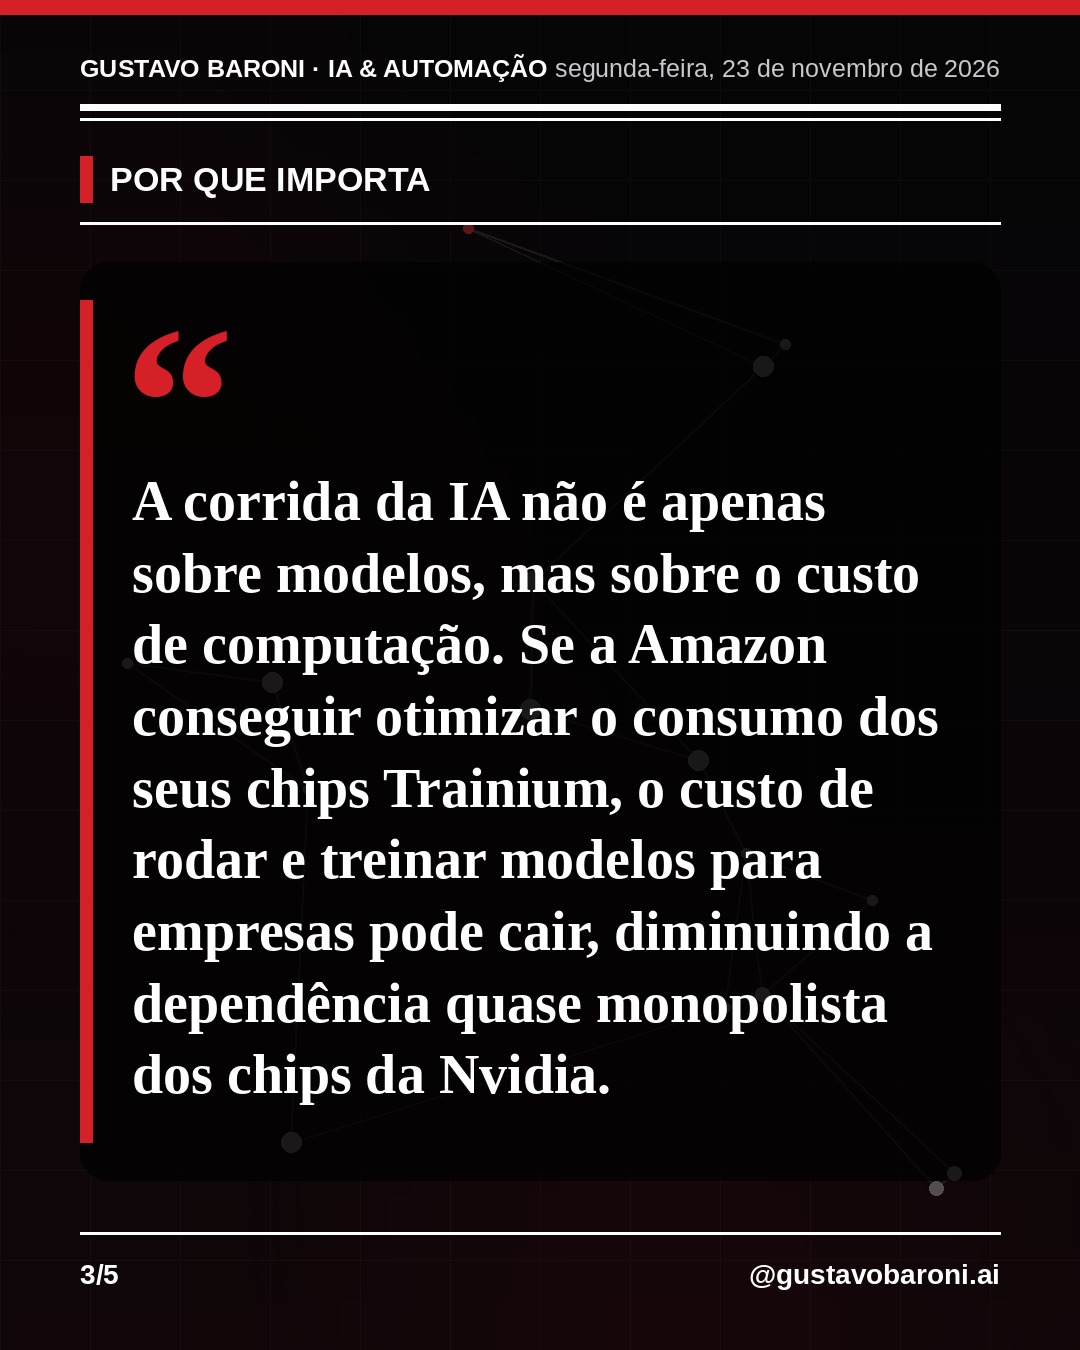 GUSTAVO BARONI · IA & AUTOMAÇÃO segunda-feira, 23 de novembro de 2026
POR QUE IMPORTA
“
A corrida da IA não é apenas
sobre modelos, mas sobre o custo
de computação. Se a Amazon
conseguir otimizar o consumo dos
seus chips Trainium, o custo de
rodar e treinar modelos para
empresas pode cair, diminuindo a
dependência quase monopolista
dos chips da Nvidia.
3/5
@gustavobaroni.ai